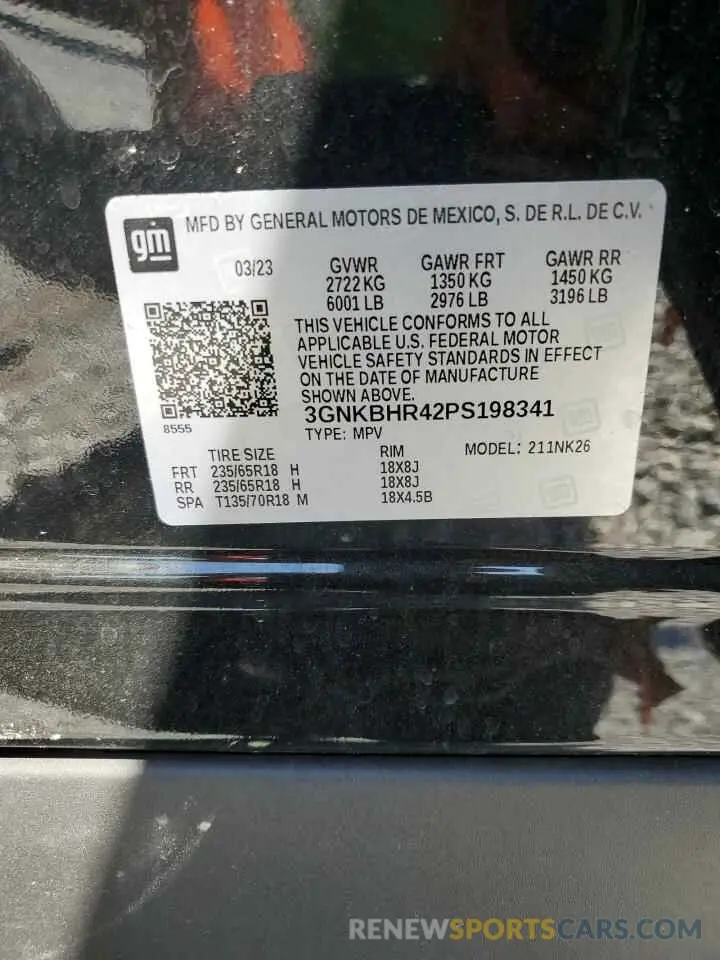 gm MFD BY GENERAL MOTORS DE MEXICO, S. DE R.L. DE C.V.
03/23 GVWR GAWR FRT GAWR RR
2722 KG 1350 KG 1450 KG
6001 LB 2976 LB 3196 LB
THIS VEHICLE CONFORMS TO ALL
APPLICABLE U.S. FEDERAL MOTOR
VEHICLE SAFETY STANDARDS IN EFFECT
ON THE DATE OF MANUFACTURE
SHOWN ABOVE.
3GNKBHR42PS198341
8555
TYPE: MPV
TIRE SIZE RIM MODEL: 211NK26
FRT 235/65R18 H 18X8J
RR 235/65R18 H 18X8J
SPA T135/70R18 M 18X4.5B
RENEWSPORTSCARS.COM